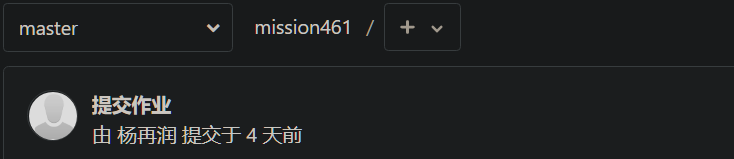 master mission461 / +
提交作业
由 杨再润 提交于 4 天前